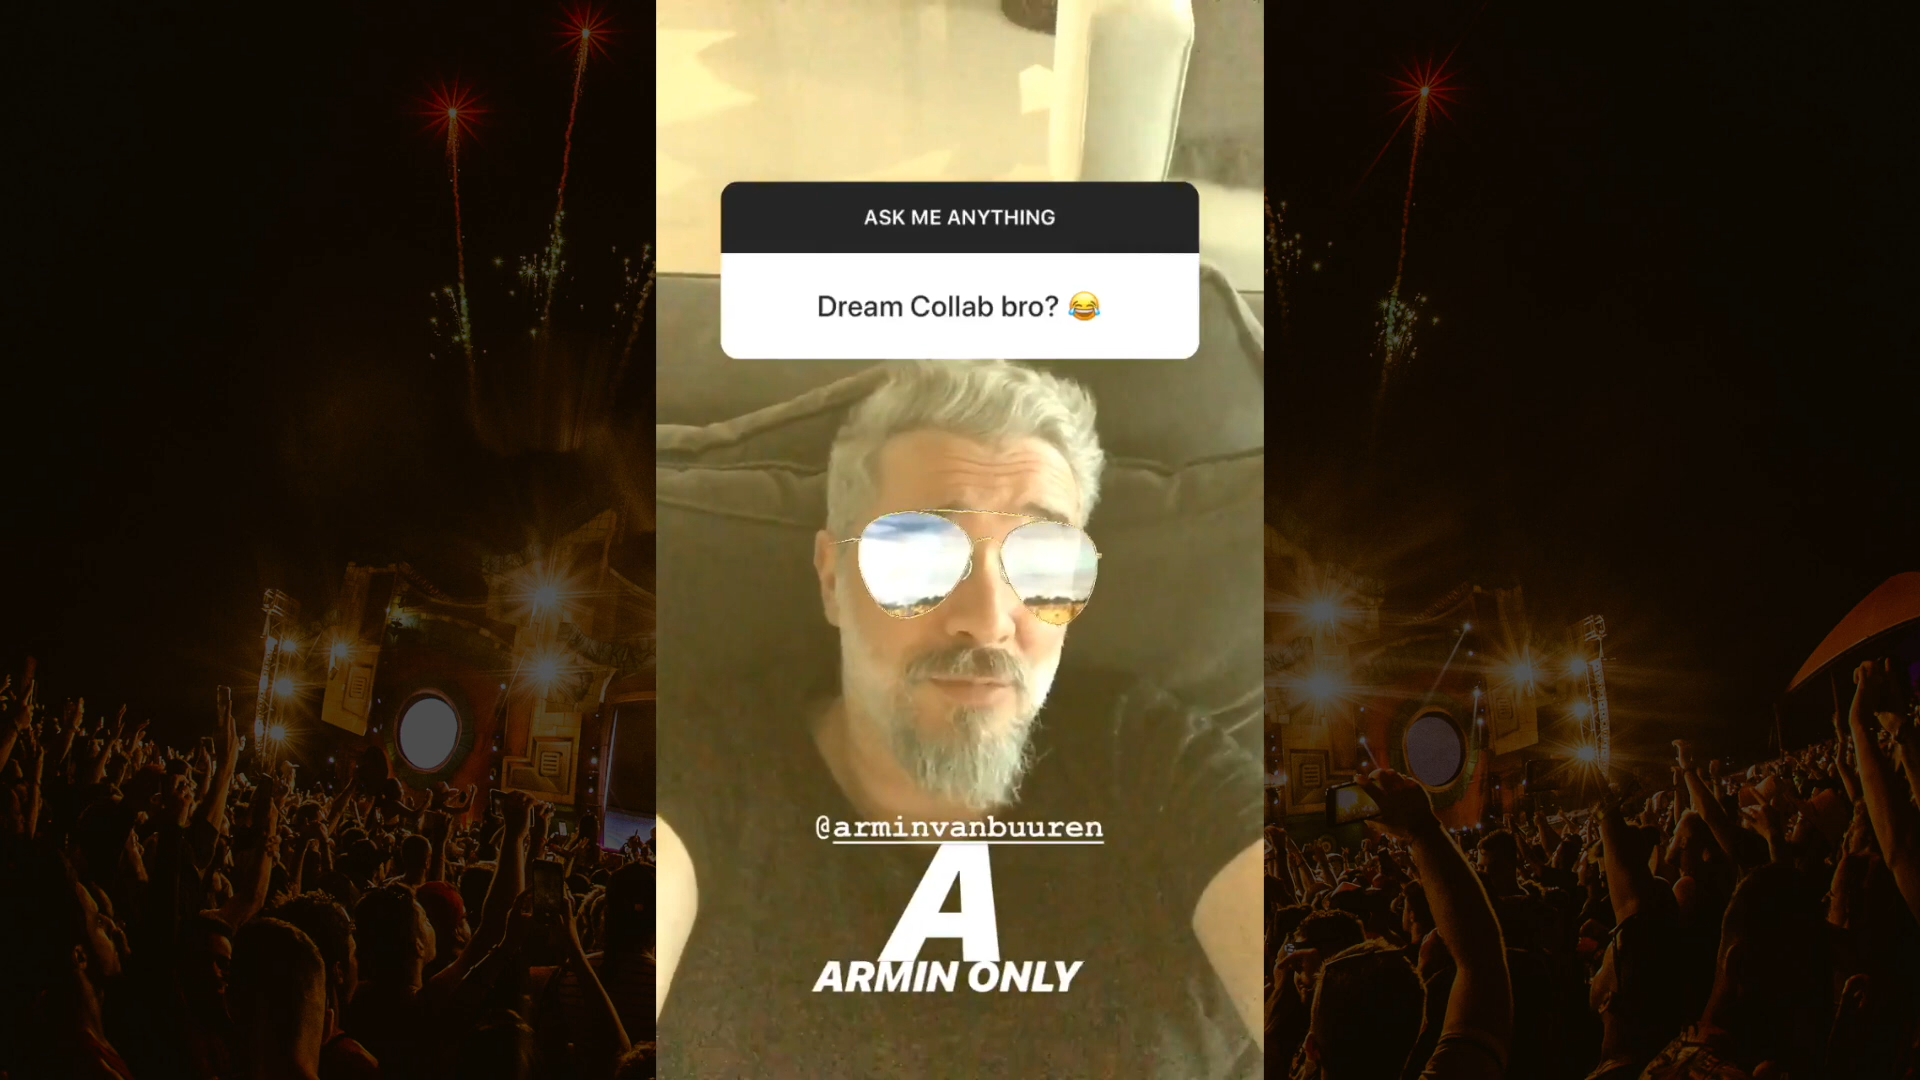 ASK ME ANYTHING
Dream Collab bro? 😂
@arminvanbuuren
A
ARMIN ONLY